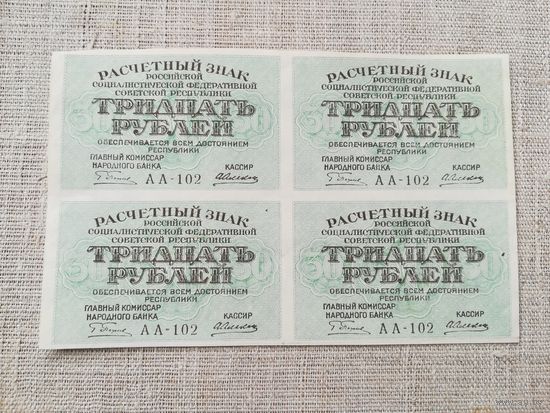 РАСЧЕТНЫЙ ЗНАК
РОССИЙСКОЙ
СОЦИАЛИСТИЧЕСКОЙ ФЕДЕРАТИВНОЙ
СОВЕТСКОЙ РЕСПУБЛИКИ
ТРИДЦАТЬ
РУБЛЕЙ
ОБЕСПЕЧИВАЕТСЯ ВСЕМ ДОСТОЯНИЕМ
РЕСПУБЛИКИ
ГЛАВНЫЙ КОМИССАР
НАРОДНОГО БАНКА
КАССИР
АА-102
РАСЧЕТНЫЙ ЗНАК
РОССИЙСКОЙ
СОЦИАЛИСТИЧЕСКОЙ ФЕДЕРАТИВНОЙ
СОВЕТСКОЙ РЕСПУБЛИКИ
ТРИДЦАТЬ
РУБЛЕЙ
ОБЕСПЕЧИВАЕТСЯ ВСЕМ ДОСТОЯНИЕМ
РЕСПУБЛИКИ
ГЛАВНЫЙ КОМИССАР
НАРОДНОГО БАНКА
КАССИР
АА-102
РАСЧЕТНЫЙ ЗНАК
РОССИЙСКОЙ
СОЦИАЛИСТИЧЕСКОЙ ФЕДЕРАТИВНОЙ
СОВЕТСКОЙ РЕСПУБЛИКИ
ТРИДЦАТЬ
РУБЛЕЙ
ОБЕСПЕЧИВАЕТСЯ ВСЕМ ДОСТОЯНИЕМ
РЕСПУБЛИКИ
ГЛАВНЫЙ КОМИССАР
НАРОДНОГО БАНКА
КАССИР
АА-102
РАСЧЕТНЫЙ ЗНАК
РОССИЙСКОЙ
СОЦИАЛИСТИЧЕСКОЙ ФЕДЕРАТИВНОЙ
СОВЕТСКОЙ РЕСПУБЛИКИ
ТРИДЦАТЬ
РУБЛЕЙ
ОБЕСПЕЧИВАЕТСЯ ВСЕМ ДОСТОЯНИЕМ
РЕСПУБЛИКИ
ГЛАВНЫЙ КОМИССАР
НАРОДНОГО БАНКА
КАССИР
АА-102